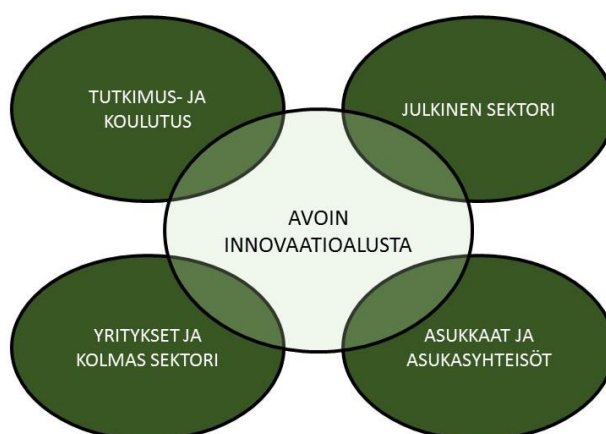 TUTKIMUS- JA
KOULUTUS
JULKINEN SEKTORI
AVOIN
INNOVAATIOALUSTA
YRITYKSET JA
KOLMAS SEKTORI
ASUKKAAT JA
ASUKASYHTEISÖT